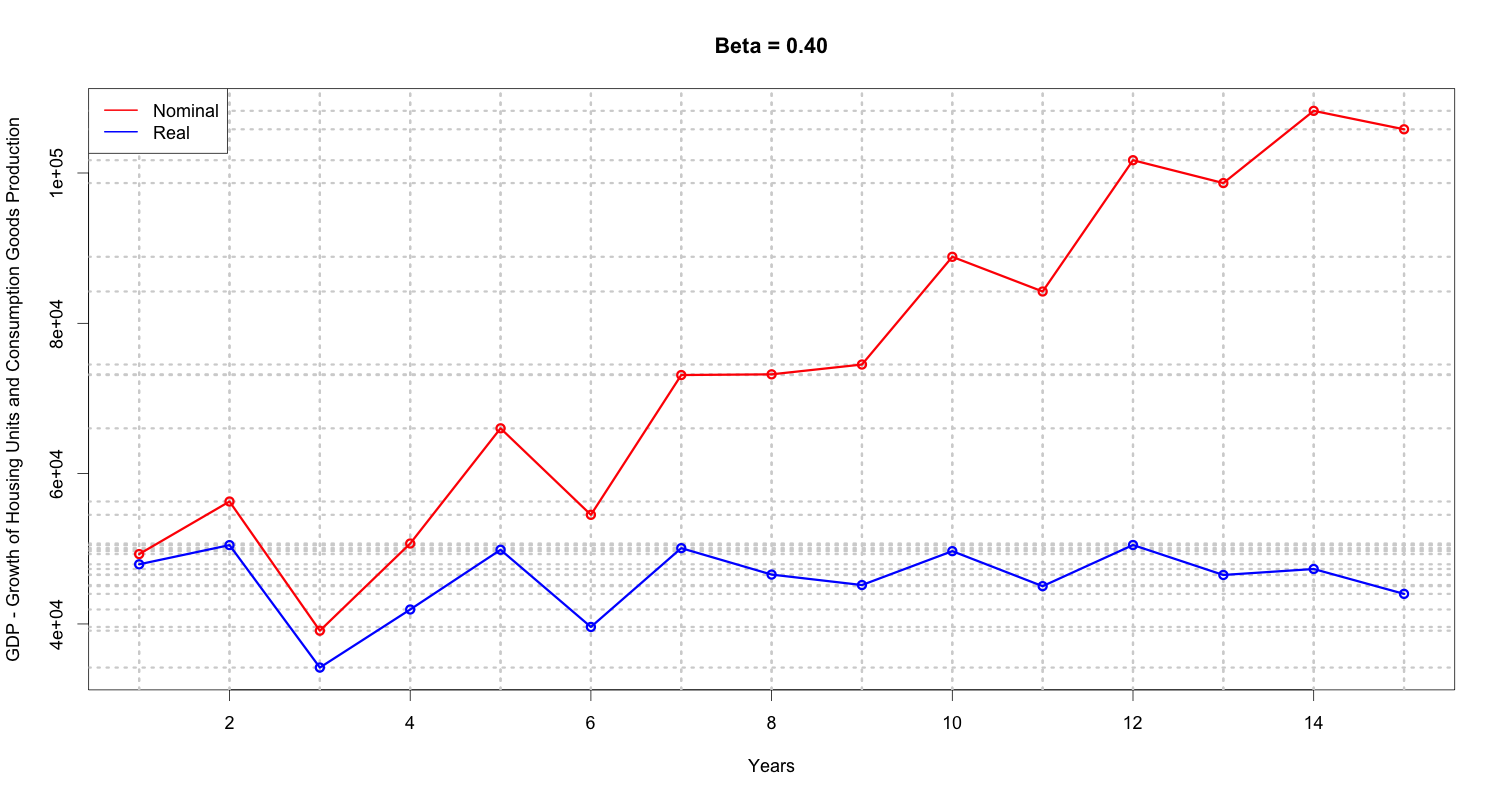 Beta = 0.40
Nominal
Real
GDP - Growth of Housing Units and Consumption Goods Production
1e+05
8e+04
6e+04
4e+04
2 4 6 8 10 12 14
Years